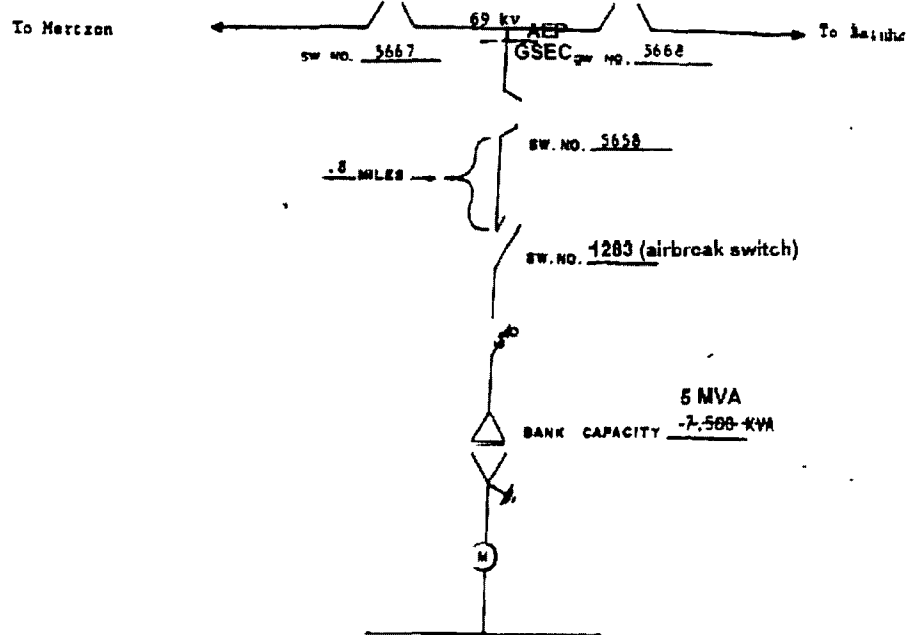 To Mertzon
69 kv
AEP
To
SW NO. 5667
GSEC
SW NO. 5668
SW. NO. 5658
.8 MILES
SW. NO. 1283 (airbreak switch)
5 MVA
BANK CAPACITY 7,500 KVA
M